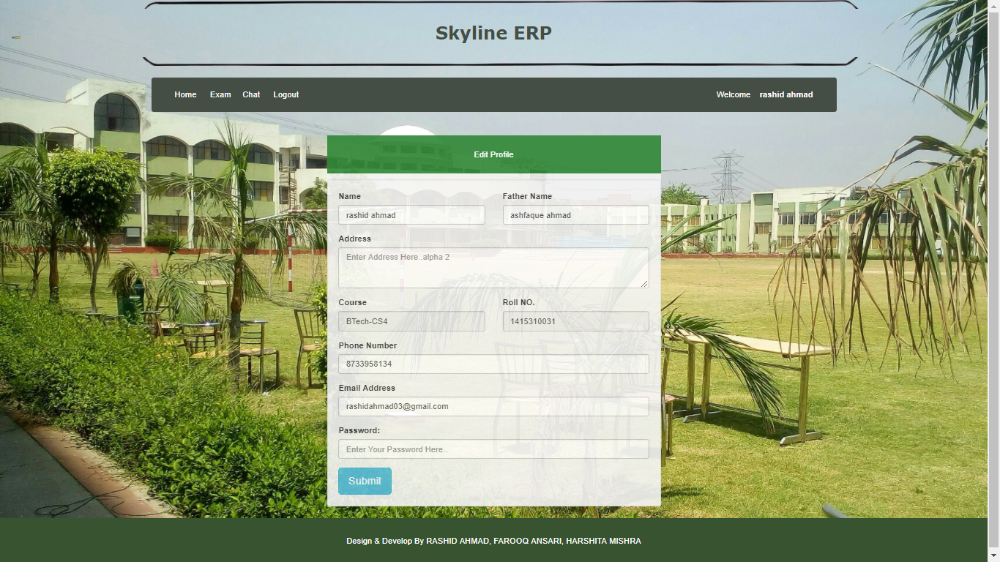 Skyline ERP
Home Exam Chat Logout Welcome rashid ahmad
Edit Profile
Name Father Name
rashid ahmad ashfaque ahmad
Address
Enter Address Here..alpha 2
Course Roll NO.
BTech-CS4 1415310031
Phone Number
8733958134
Email Address
rashidahmad03@gmail.com
Password:
Enter Your Password Here..
Submit
Design & Develop By RASHID AHMAD, FAROOQ ANSARI, HARSHITA MISHRA